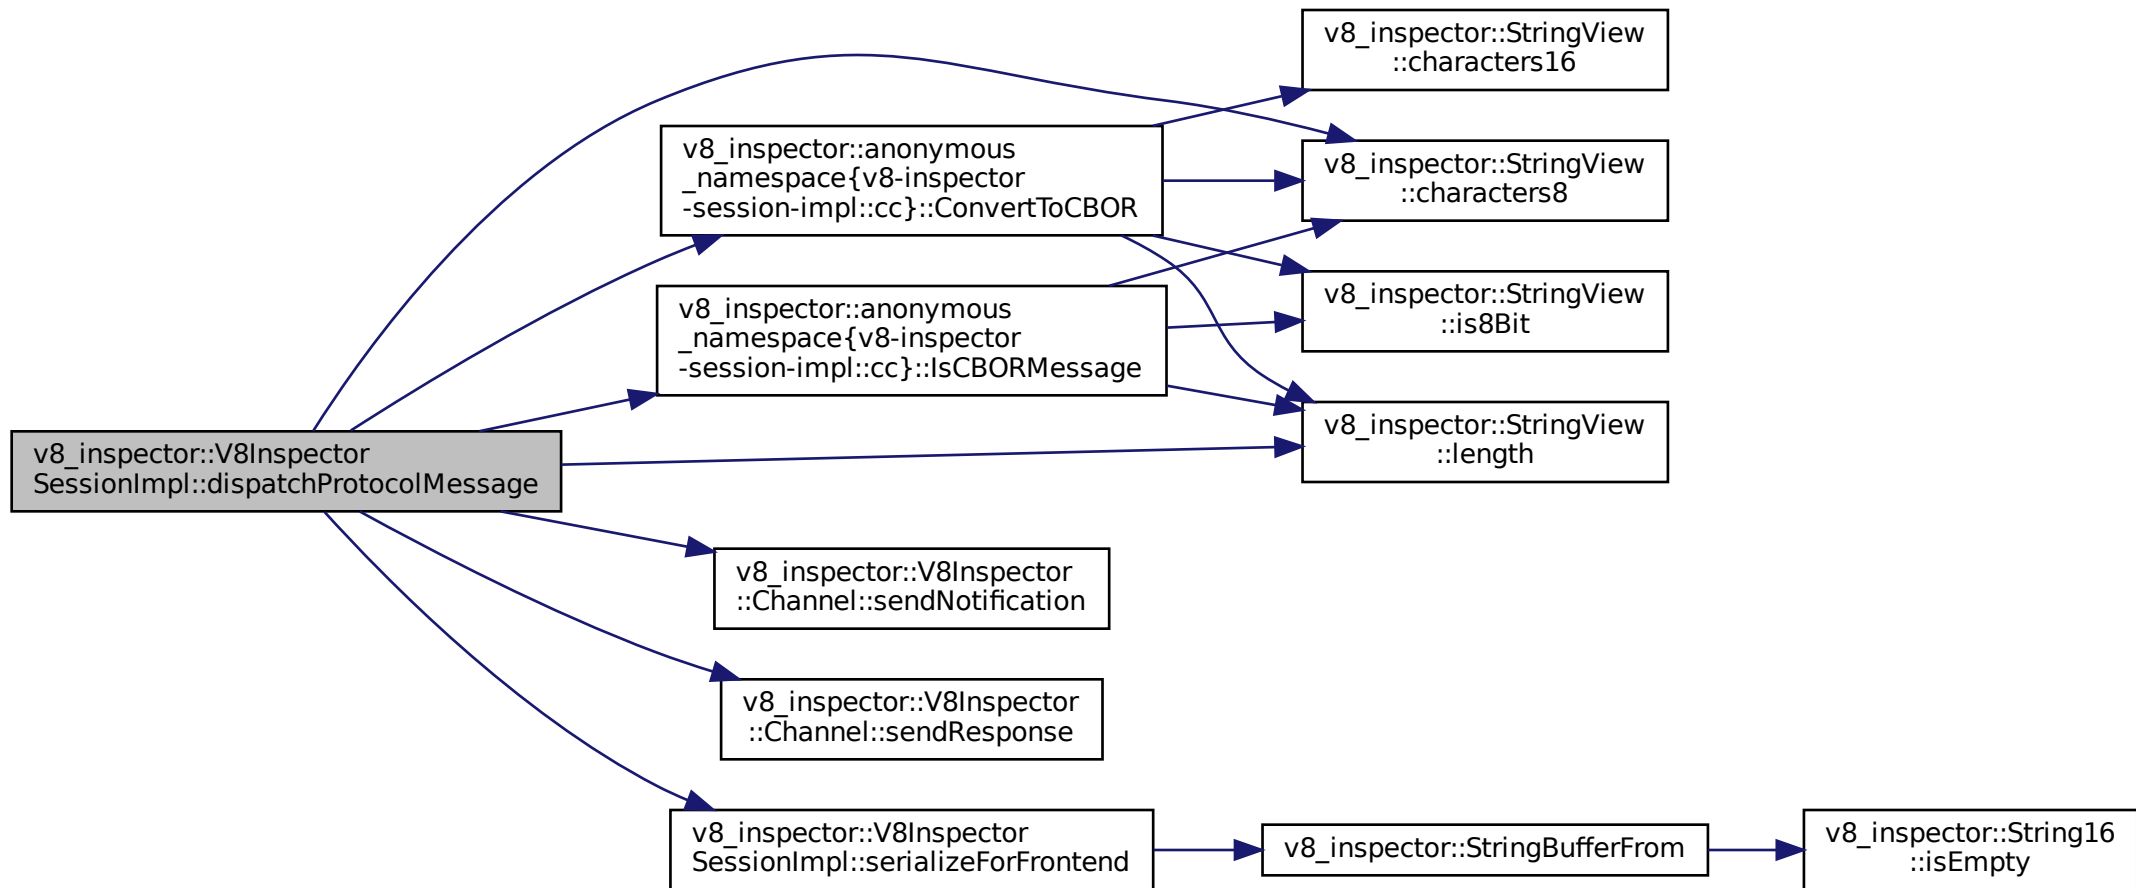 v8_inspector::StringView
::characters16
v8_inspector::anonymous
_namespace{v8-inspector
-session-impl::cc}::ConvertToCBOR
v8_inspector::StringView
::characters8
v8_inspector::StringView
::is8Bit
v8_inspector::anonymous
_namespace{v8-inspector
-session-impl::cc}::IsCBORMessage
v8_inspector::StringView
::length
v8_inspector::V8Inspector
SessionImpl::dispatchProtocolMessage
v8_inspector::V8Inspector
::Channel::sendNotification
v8_inspector::V8Inspector
::Channel::sendResponse
v8_inspector::V8Inspector
SessionImpl::serializeForFrontend
v8_inspector::StringBufferFrom
v8_inspector::String16
::isEmpty